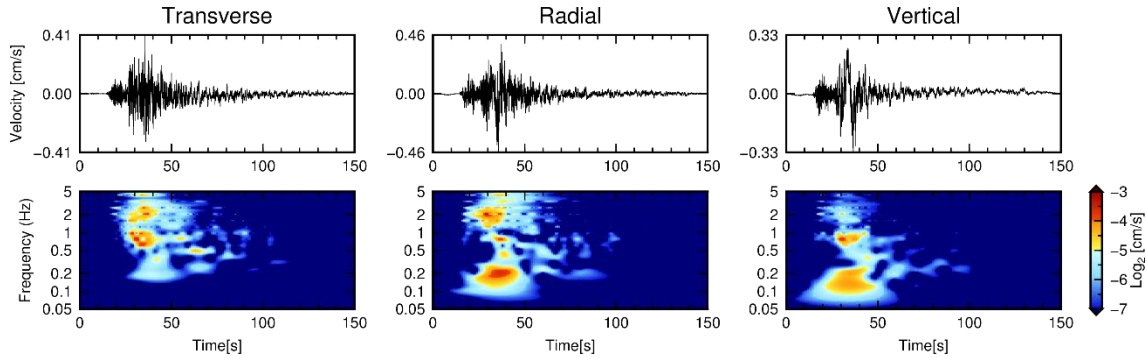 Transverse
Radial
Vertical
Velocity [cm/s]
0.41
0.00
−0.41
0 50 100 150
0.46
0.00
−0.46
0 50 100 150
0.33
0.00
−0.33
0 50 100 150
Frequency (Hz)
5
2
1
0.5
0.2
0.1
0.05
0 50 100 150
Time[s]
5
2
1
0.5
0.2
0.1
0.05
0 50 100 150
Time[s]
5
2
1
0.5
0.2
0.1
0.05
0 50 100 150
Time[s]
−3
−4
−5
−6
−7
Log2 [cm/s]